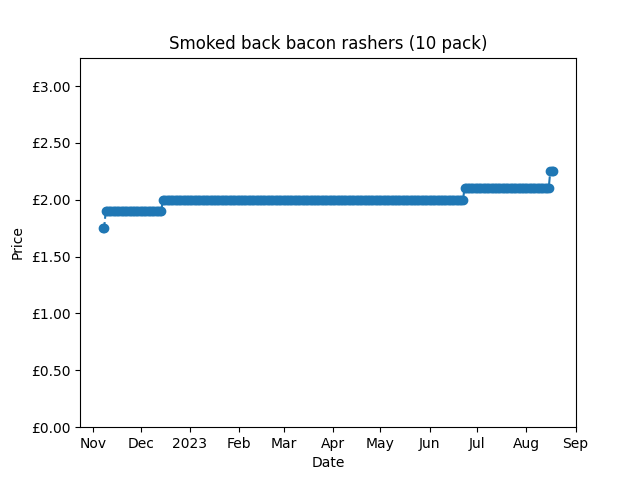 Smoked back bacon rashers (10 pack)
£3.00
£2.50
£2.00
£1.50
£1.00
£0.50
£0.00
Price
Nov Dec 2023 Feb Mar Apr May Jun Jul Aug Sep
Date